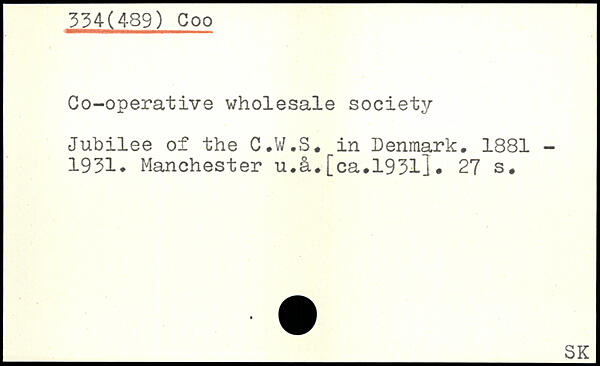 334(489) Coo
Co-operative wholesale society
Jubilee of the C.W.S. in Denmark. 1881 -
1931. Manchester u.å.[ca.1931]. 27 s.
SK